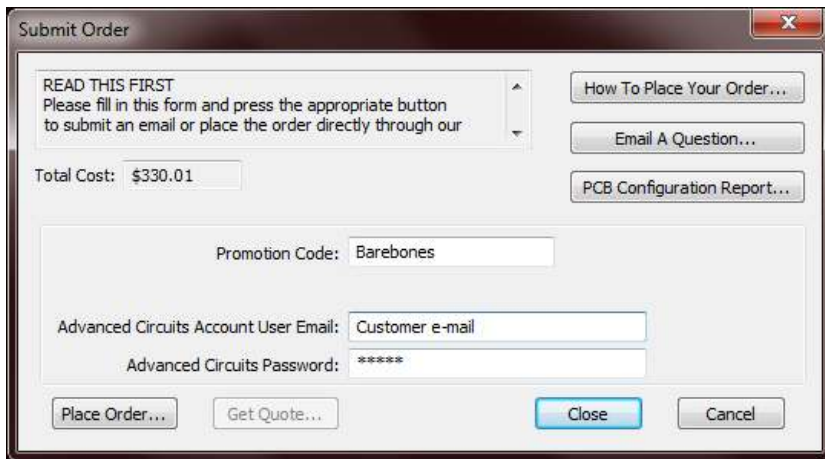 Submit Order
READ THIS FIRST
Please fill in this form and press the appropriate button
to submit an email or place the order directly through our
How To Place Your Order...
Email A Question...
Total Cost: $330.01
PCB Configuration Report...
Promotion Code: Barebones
Advanced Circuits Account User Email: Customer e-mail
Advanced Circuits Password: *****
Place Order... Get Quote... Close Cancel